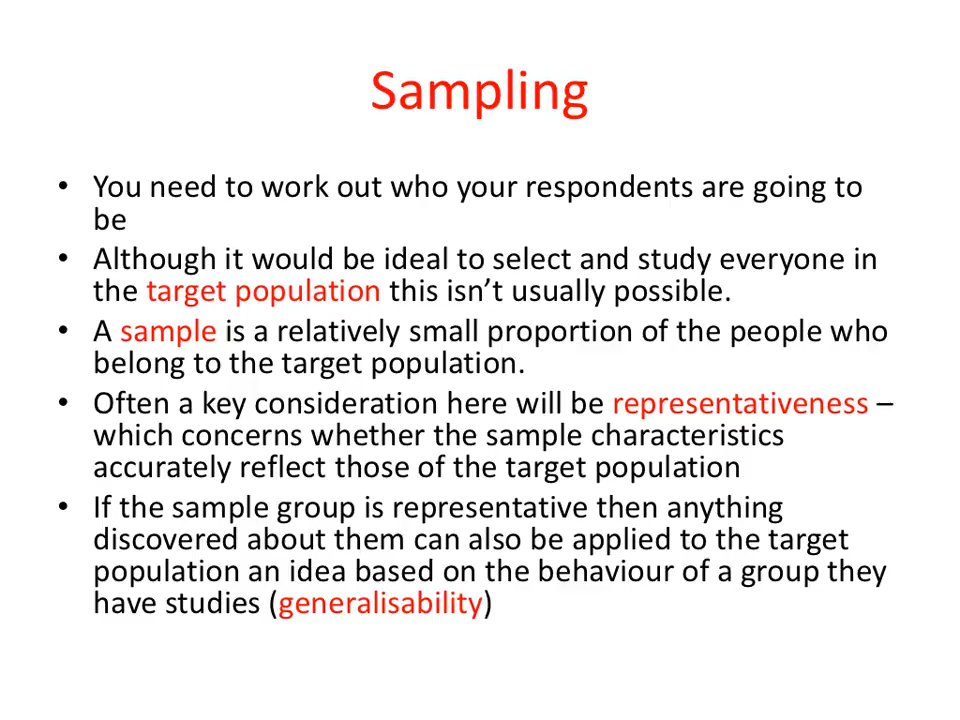 Sampling
• You need to work out who your respondents are going to
be
• Although it would be ideal to select and study everyone in
the target population this isn’t usually possible.
• A sample is a relatively small proportion of the people who
belong to the target population.
• Often a key consideration here will be representativeness –
which concerns whether the sample characteristics
accurately reflect those of the target population
• If the sample group is representative then anything
discovered about them can also be applied to the target
population an idea based on the behaviour of a group they
have studies (generalisability)